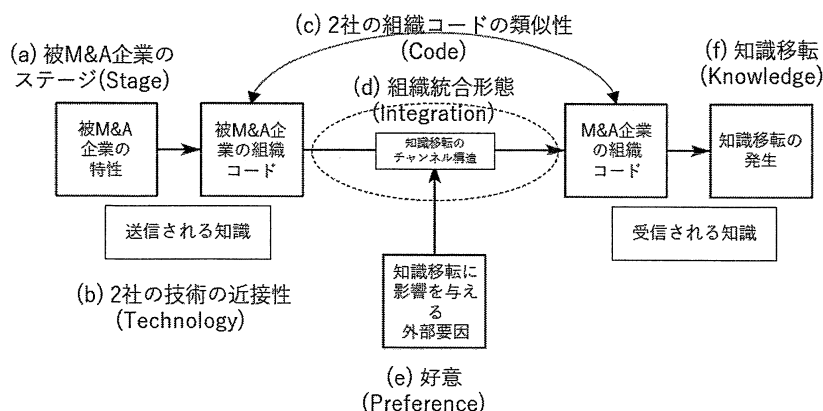 (c) 2社の組織コードの類似性
(Code)
(a) 被M&A企業の
ステージ(Stage)
(f) 知識移転
(Knowledge)
(d) 組織統合形態
(Integration)
被M&A
企業の
特性
被M&A企
業の組織
コード
知識移転の
チャンネル構造
M&A企業
の組織
コード
知識移転の
発生
送信される知識
受信される知識
(b) 2社の技術の近接性
(Technology)
知識移転に
影響を与え
る
外部要因
(e) 好意
(Preference)